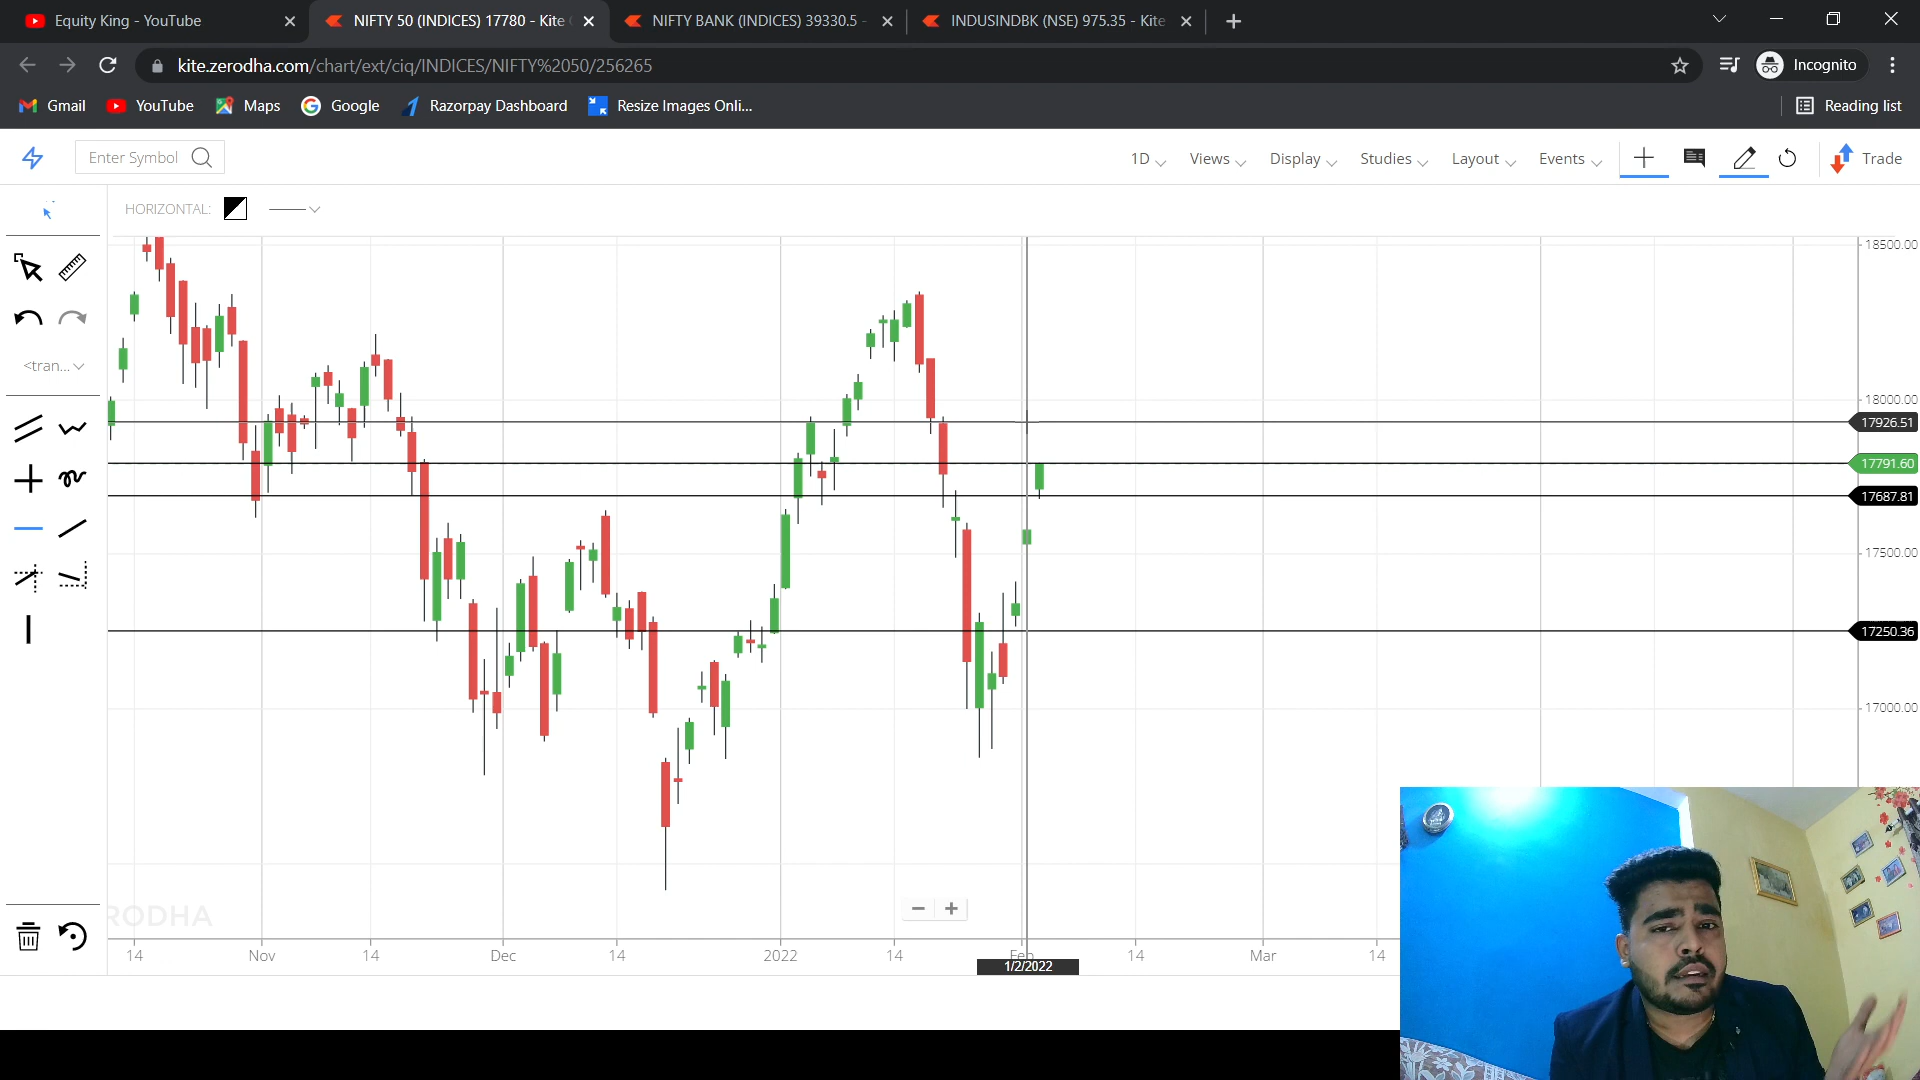 Equity King - YouTube
NIFTY 50 (INDICES) 17780 - Kite
NIFTY BANK (INDICES) 39330.5 -
INDUSINDBK (NSE) 975.35 - Kite
kite.zerodha.com/chart/ext/ciq/INDICES/NIFTY%2050/256265
Incognito
Gmail
YouTube
Maps
Google
Razorpay Dashboard
Resize Images Onli...
Reading list
Enter Symbol
1D
Views
Display
Studies
Layout
Events
Trade
HORIZONTAL:
18500.00
<tran...
18000.00
17926.51
17791.60
17687.81
17500.00
17250.36
17000.00
RODHA
14
Nov
14
Dec
14
2022
14
Feb
14
Mar
14
1/2/2022